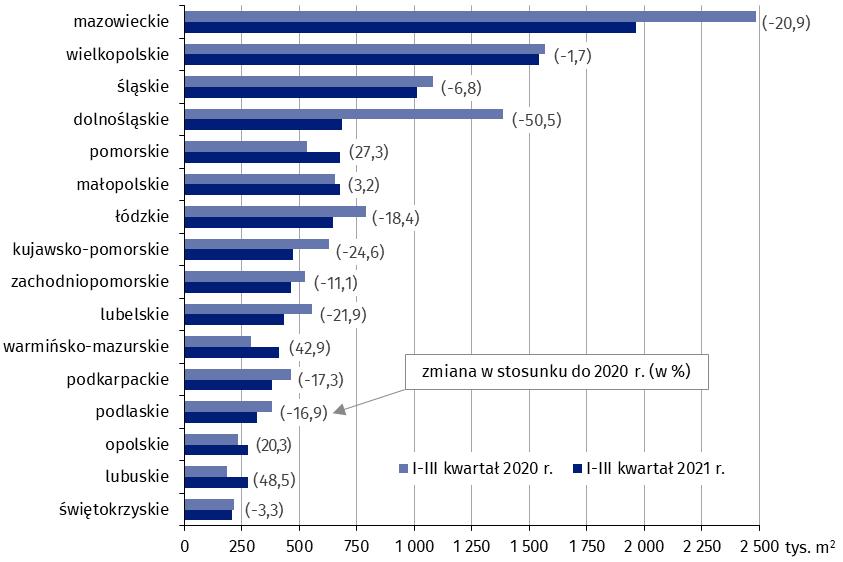 mazowieckie (-20,9)
wielkopolskie (-1,7)
śląskie (-6,8)
dolnośląskie (-50,5)
pomorskie (27,3)
małopolskie (3,2)
łódzkie (-18,4)
kujawsko-pomorskie (-24,6)
zachodniopomorskie (-11,1)
lubelskie (-21,9)
warmińsko-mazurskie (42,9)
podkarpackie (-17,3)
zmiana w stosunku do 2020 r. (w %)
podlaskie (-16,9)
opolskie (20,3)
I-III kwartał 2020 r. I-III kwartał 2021 r.
lubuskie (48,5)
świętokrzyskie (-3,3)
0 250 500 750 1 000 1 250 1 500 1 750 2 000 2 250 2 500 tys. m²